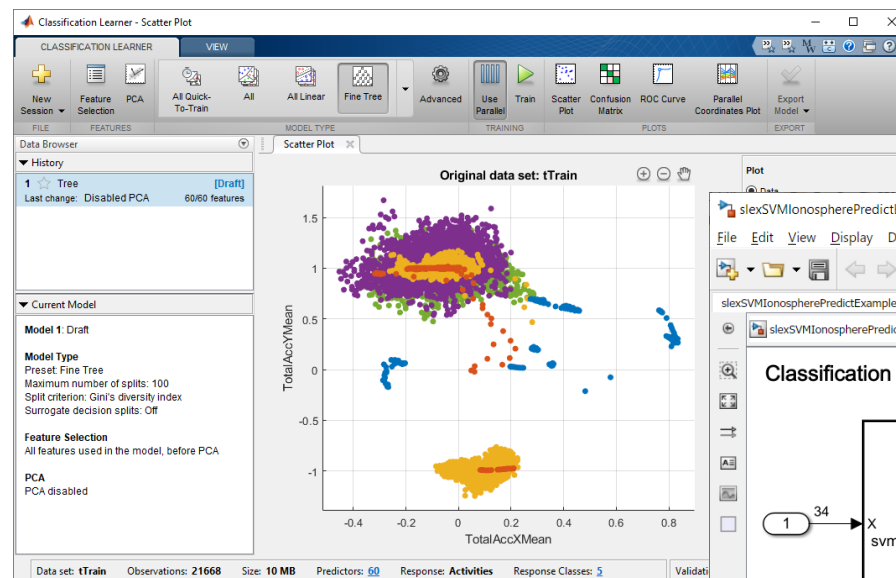 Classification Learner - Scatter Plot
CLASSIFICATION LEARNER VIEW
New Session
Feature Selection
PCA
All Quick-To-Train
All
All Linear
Fine Tree
Advanced
Use Parallel
Train
Scatter Plot
Confusion Matrix
ROC Curve
Parallel Coordinates Plot
Export Model
FILE FEATURES MODEL TYPE TRAINING PLOTS EXPORT
Data Browser
Scatter Plot
History
1 Tree [Draft]
Last change: Disabled PCA 60/60 features
Current Model
Model 1: Draft
Model Type
Preset: Fine Tree
Maximum number of splits: 100
Split criterion: Gini's diversity index
Surrogate decision splits: Off
Feature Selection
All features used in the model, before PCA
PCA
PCA disabled
Original data set: tTrain
1.5
1
0.5
0
-0.5
-1
TotalAccYMean
-0.4 -0.2 0 0.2 0.4 0.6 0.8
TotalAccXMean
Plot
Data
slexSVMIonospherePredictE
File Edit View Display D
slexSVMIonospherePredictExample
slexSVMIonospherePredic
Classification
1
34
X
svm
Data set: tTrain Observations: 21668 Size: 10 MB Predictors: 60 Response: Activities Response Classes: 5 Validati